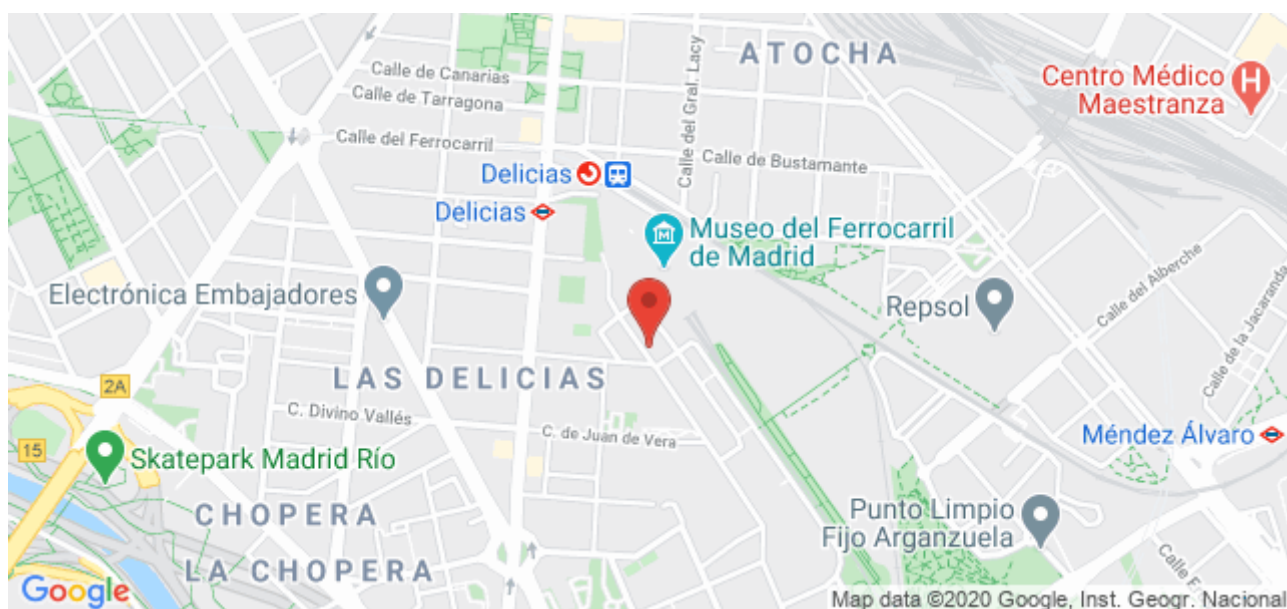 ATOCHA
Centro Médico
Maestranza
H
Calle de Canarias
Calle de Tarragona
Calle del Gral. Lacy
Calle del Ferrocarril
Calle de Bustamante
Delicias
Delicias
Museo del Ferrocarril
de Madrid
M
Electrónica Embajadores
Repsol
Calle del Alberche
Calle de la Jacaranda
2A
LAS DELICIAS
C. Divino Vallés
C. de Juan de Vera
Méndez Álvaro
15
Skatepark Madrid Río
CHOPERA
LA CHOPERA
Punto Limpio
Fijo Arganzuela
Google
Map data ©2020 Google, Inst. Geogr. Nacional